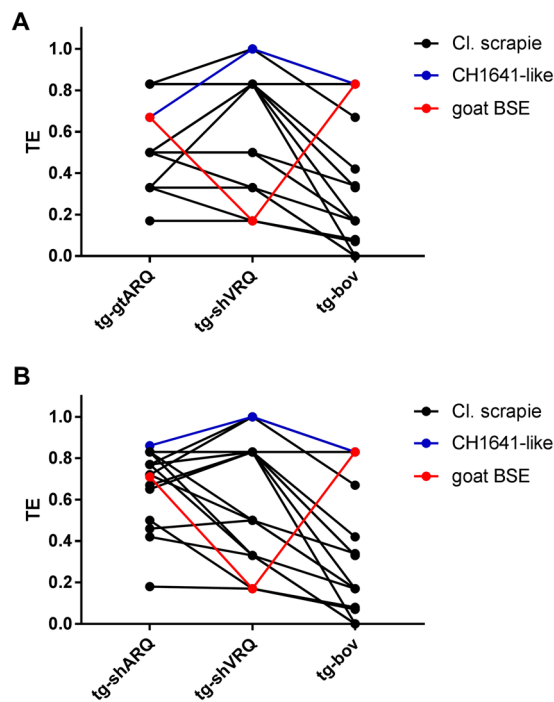 A
1.0
0.8
0.6
0.4
0.2
0.0
TE
tg-gtARQ
tg-shVRQ
tg-bov
Cl. scrapie
CH1641-like
goat BSE
B
1.0
0.8
0.6
0.4
0.2
0.0
TE
tg-shARQ
tg-shVRQ
tg-bov
Cl. scrapie
CH1641-like
goat BSE